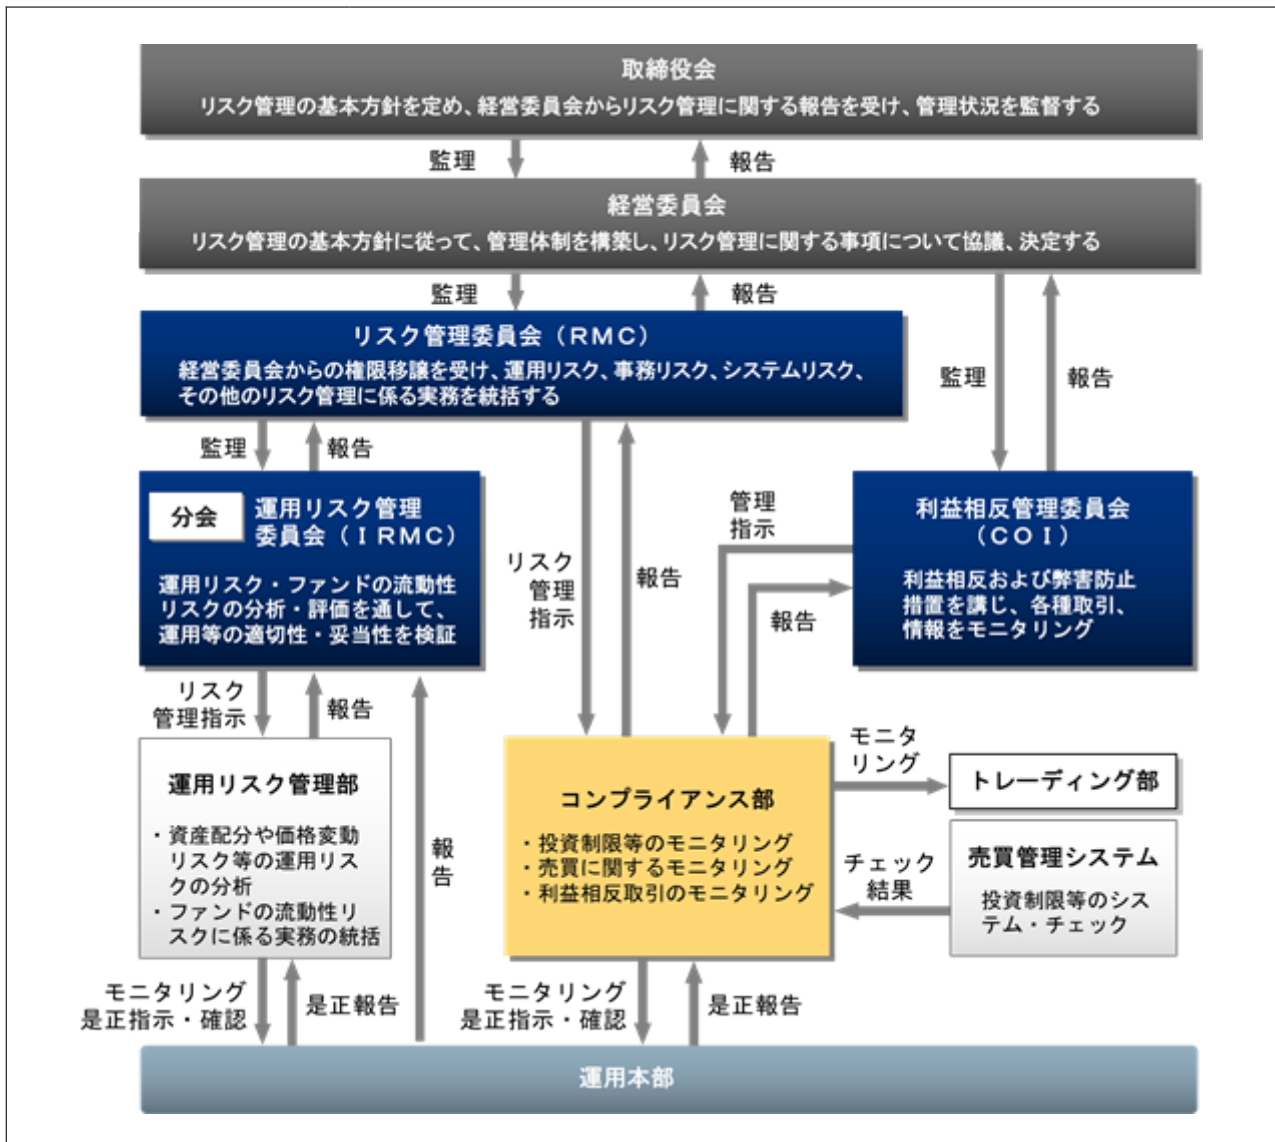 取締役会
リスク管理の基本方針を定め、経営委員会からリスク管理に関する報告を受け、管理状況を監督する
監理
報告
経営委員会
リスク管理の基本方針に従って、管理体制を構築し、リスク管理に関する事項について協議、決定する
監理
報告
リスク管理委員会（ＲＭＣ）
経営委員会からの権限移譲を受け、運用リスク、事務リスク、システムリスク、
その他のリスク管理に係る実務を統括する
監理
報告
監理
報告
分会
運用リスク管理
委員会（ＩＲＭＣ）
運用リスク・ファンドの流動性
リスクの分析・評価を通して、
運用等の適切性・妥当性を検証
リスク
管理
指示
報告
管理
指示
報告
利益相反管理委員会
（ＣＯＩ）
利益相反および弊害防止
措置を講じ、各種取引、
情報をモニタリング
リスク
管理指示
報告
運用リスク管理部
・資産配分や価格変動
リスク等の運用リス
クの分析
・ファンドの流動性リ
スクに係る実務の統括
報
告
コンプライアンス部
・投資制限等のモニタリング
・売買に関するモニタリング
・利益相反取引のモニタリング
モニタ
リング
トレーディング部
チェック
結果
売買管理システム
投資制限等のシス
テム・チェック
モニタリング
是正指示・確認
是正報告
モニタリング
是正指示・確認
是正報告
運用本部